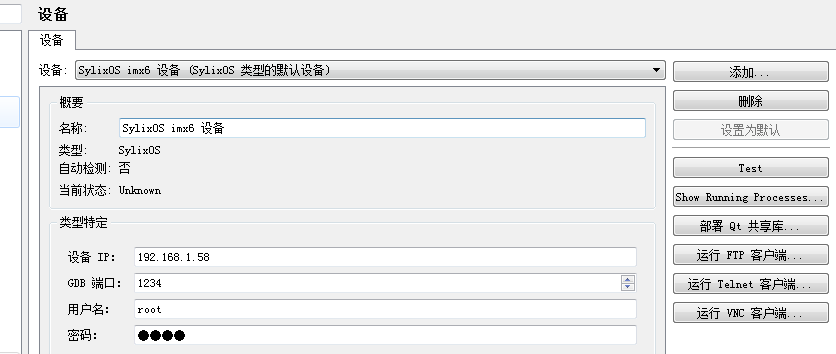 设备
设备
设备: SylixOS imx6 设备 (SylixOS 类型的默认设备)
添加...
概要
删除
名称: SylixOS imx6 设备
设置为默认
类型: SylixOS
自动检测: 否
Test
当前状态: Unknown
Show Running Processes...
类型特定
部署 Qt 共享库...
设备 IP: 192.168.1.58
运行 FTP 客户端...
GDB 端口: 1234
运行 Telnet 客户端...
用户名: root
运行 VNC 客户端...
密码: ●●●●